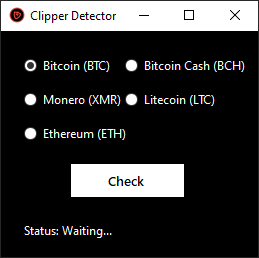 Clipper Detector
Bitcoin (BTC) Bitcoin Cash (BCH)
Monero (XMR) Litecoin (LTC)
Ethereum (ETH)
Check
Status: Waiting...